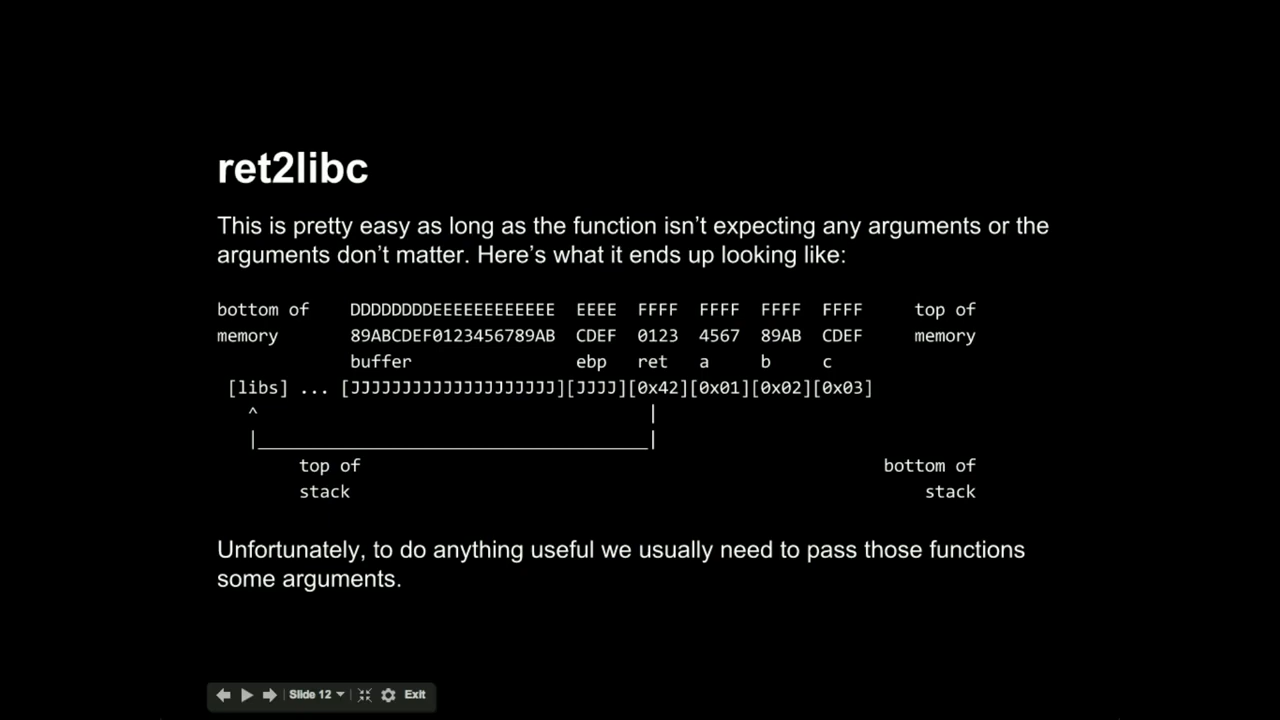 ret2libc
This is pretty easy as long as the function isn’t expecting any arguments or the
arguments don’t matter. Here’s what it ends up looking like:
bottom of DDDDDDDDEEEEEEEEEEEE EEEE FFFF FFFF FFFF FFFF top of
memory 89ABCDEF0123456789AB CDEF 0123 4567 89AB CDEF memory
buffer ebp ret a b c
[libs] ... [JJJJJJJJJJJJJJJJJJJJ][JJJJ][0x42][0x01][0x02][0x03]
^ |
|______________________________________|
top of bottom of
stack stack
Unfortunately, to do anything useful we usually need to pass those functions
some arguments.
Slide 12 Exit